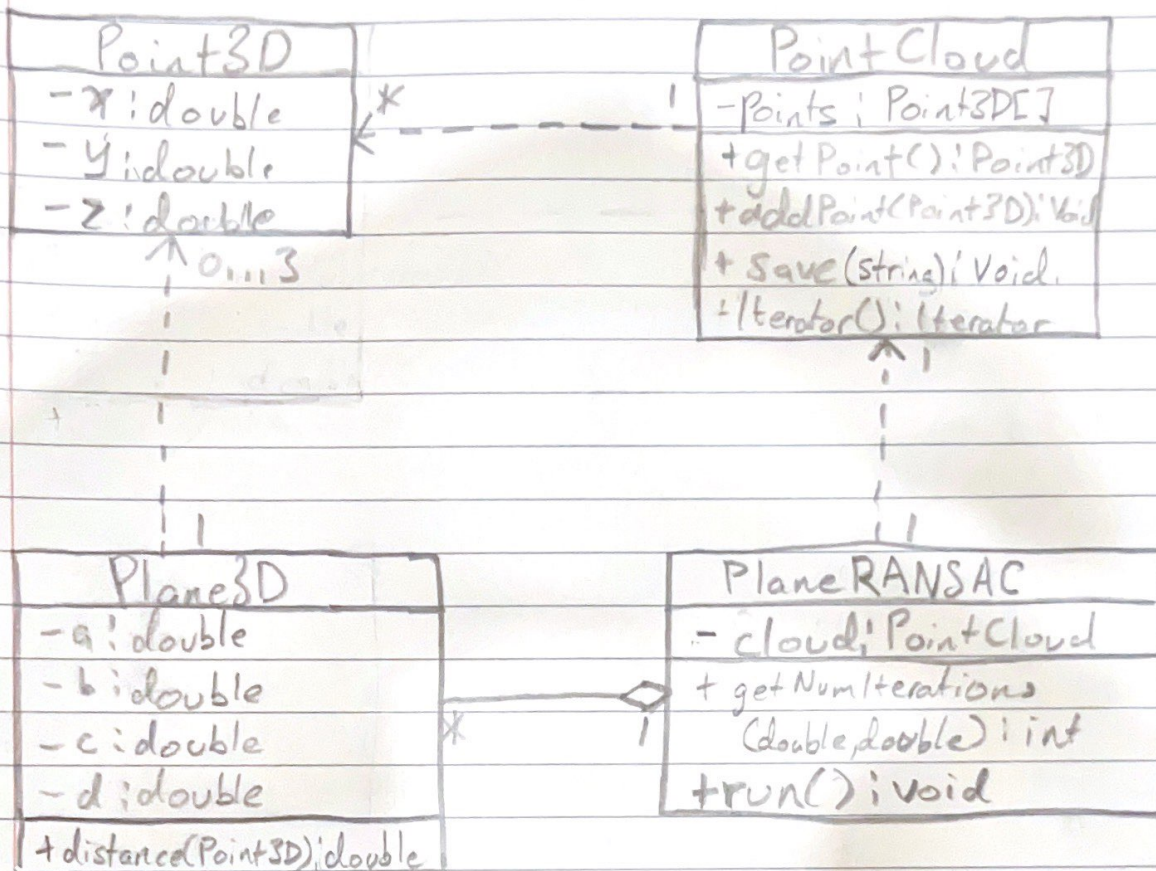 Point3D
- x : double
- y : double
- z : double
*
1
0...3
1
PointCloud
- points : Point3D[]
+ getPoint() : Point3D
+ addPoint(Point3D) : Void
+ save(string) : Void
+ Iterator() : Iterator
1
1
Plane3D
- a : double
- b : double
- c : double
- d : double
+ distance(Point3D) : double
*
1
PlaneRANSAC
- cloud : PointCloud
+ getNumIterations
(double, double) : int
+ run() : void